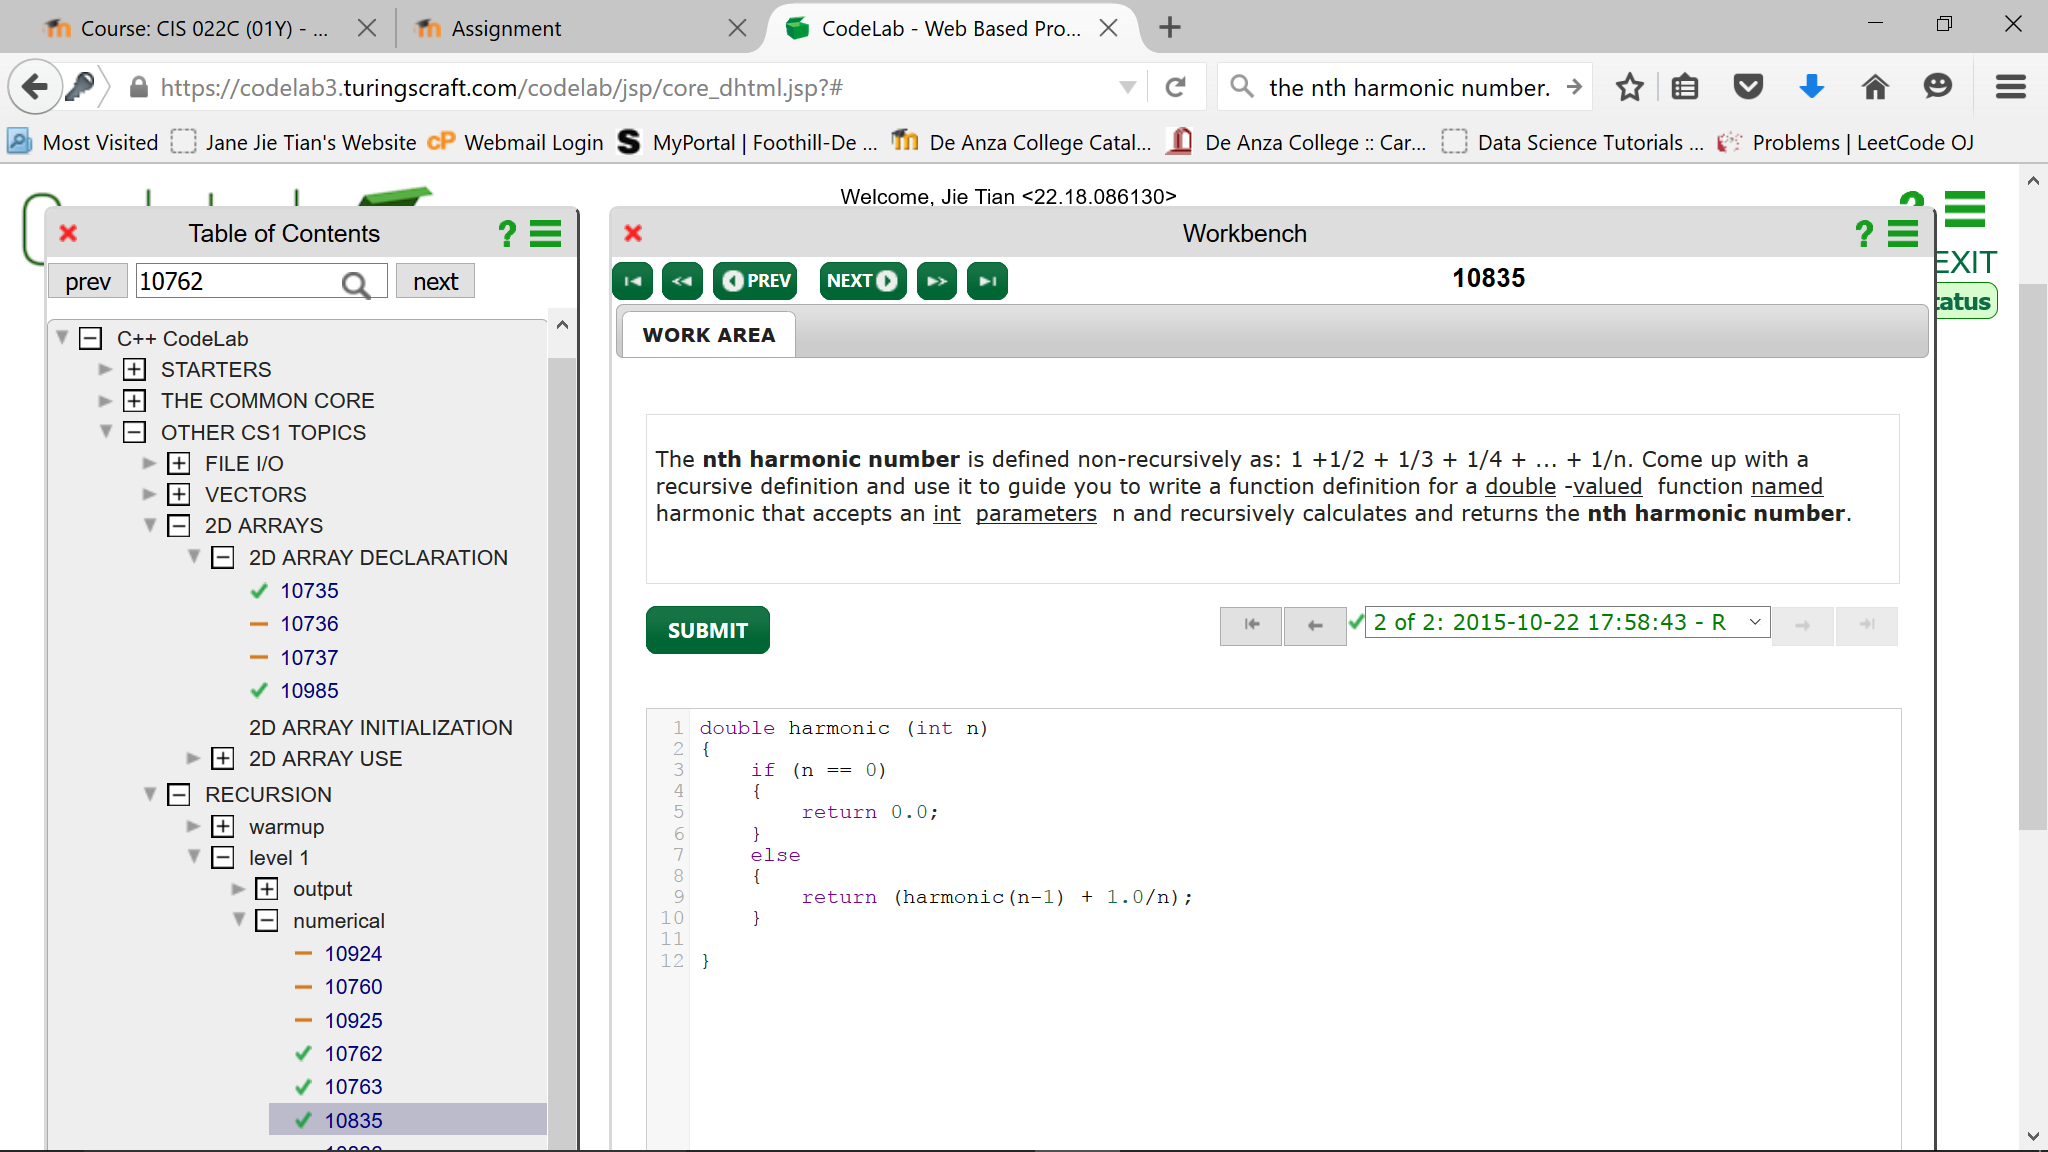 Course: CIS 022C (01Y) - ...
Assignment
CodeLab - Web Based Pro...
https://codelab3.turingscraft.com/codelab/jsp/core_dhtml.jsp?#
the nth harmonic number.
Most Visited
Jane Jie Tian's Website
cP Webmail Login
S MyPortal | Foothill-De ...
De Anza College Catal...
De Anza College :: Car...
Data Science Tutorials ...
Problems | LeetCode OJ
Welcome, Jie Tian <22.18.086130>
EXIT
atus
Table of Contents
?
prev
10762
next
C++ CodeLab
STARTERS
THE COMMON CORE
OTHER CS1 TOPICS
FILE I/O
VECTORS
2D ARRAYS
2D ARRAY DECLARATION
10735
10736
10737
10985
2D ARRAY INITIALIZATION
2D ARRAY USE
RECURSION
warmup
level 1
output
numerical
10924
10760
10925
10762
10763
10835
Workbench
?
PREV
NEXT
10835
WORK AREA
The nth harmonic number is defined non-recursively as: 1 +1/2 + 1/3 + 1/4 + ... + 1/n. Come up with a
recursive definition and use it to guide you to write a function definition for a double -valued function named
harmonic that accepts an int parameters n and recursively calculates and returns the nth harmonic number.
SUBMIT
2 of 2: 2015-10-22 17:58:43 - R
1 double harmonic (int n)
2 {
3 if (n == 0)
4 {
5 return 0.0;
6 }
7 else
8 {
9 return (harmonic(n-1) + 1.0/n);
10 }
11
12 }